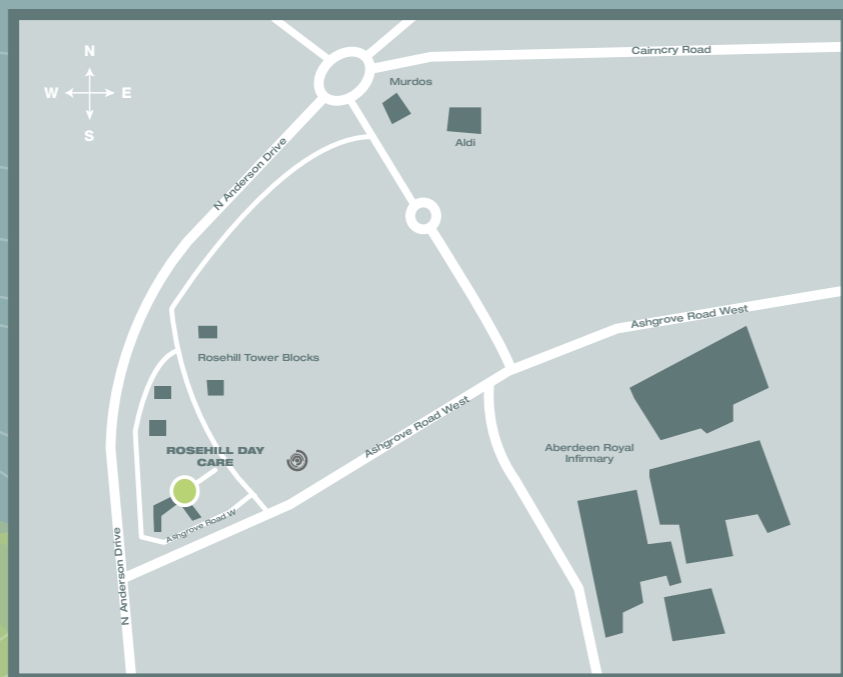 N
W E
S
Cairncry Road
Murdos
Aldi
N Anderson Drive
Ashgrove Road West
Rosehill Tower Blocks
Ashgrove Road West
ROSEHILL DAY
CARE
Aberdeen Royal
Infirmary
Ashgrove Road W
N Anderson Drive